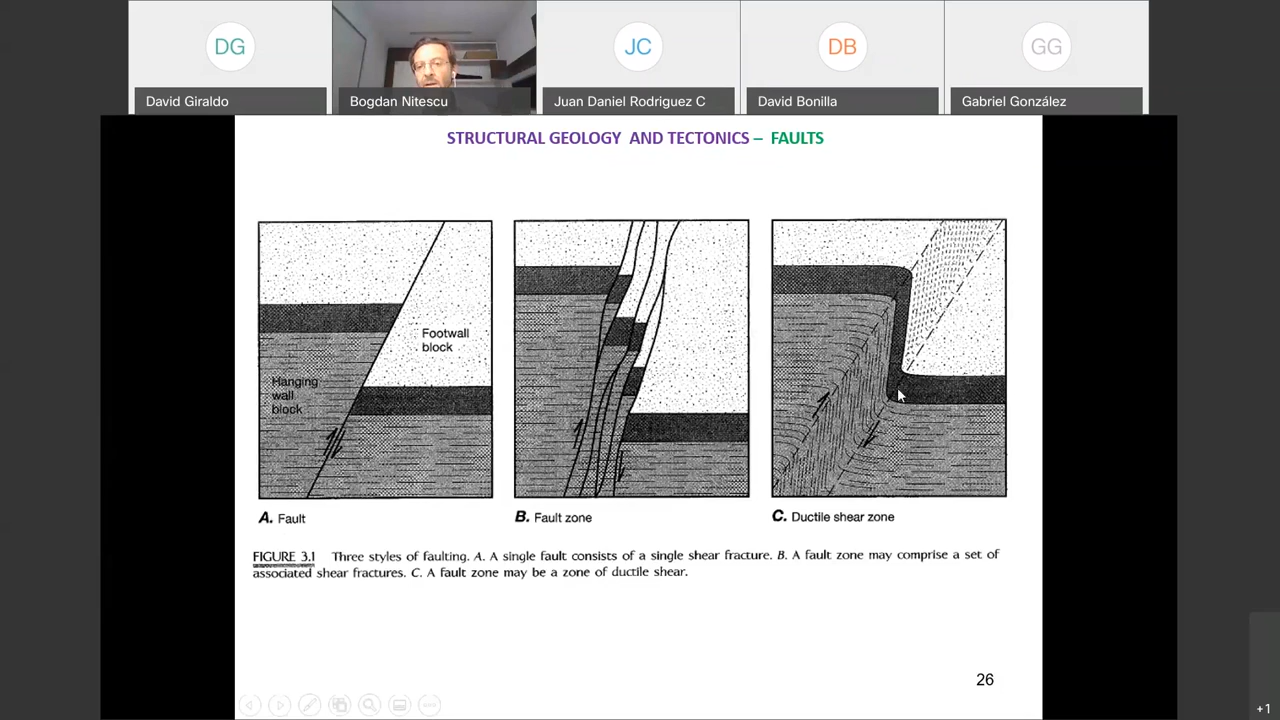 DG
JC
DB
GG
David Giraldo
Bogdan Nitescu
Juan Daniel Rodriguez C
David Bonilla
Gabriel González
STRUCTURAL GEOLOGY AND TECTONICS – FAULTS
Footwall
block
Hanging
wall
block
A. Fault
B. Fault zone
C. Ductile shear zone
FIGURE 3.1 Three styles of faulting. A. A single fault consists of a single shear fracture. B. A fault zone may comprise a set of
associated shear fractures. C. A fault zone may be a zone of ductile shear.
26
+1